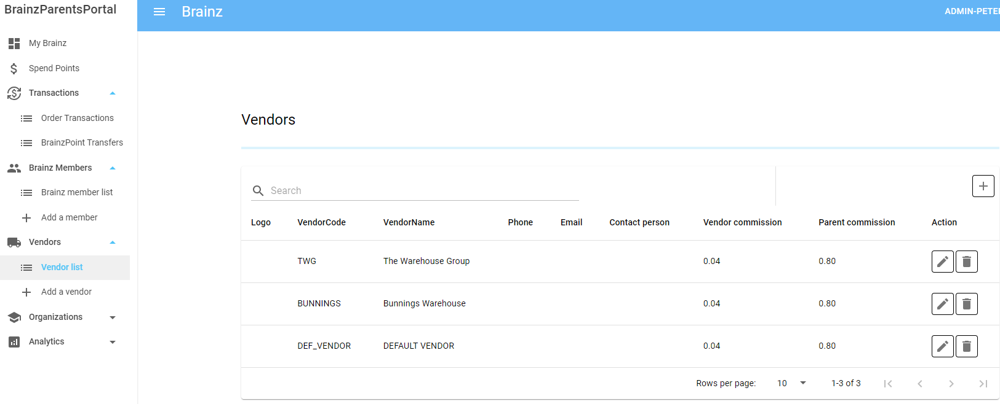 BrainzParentsPortal
Brainz
ADMIN-PETER
My Brainz
Spend Points
Transactions
Order Transactions
BrainzPoint Transfers
Brainz Members
Brainz member list
Add a member
Vendors
Vendor list
Add a vendor
Organizations
Analytics
Vendors
Search
Logo VendorCode VendorName Phone Email Contact person Vendor commission Parent commission Action
TWG The Warehouse Group 0.04 0.80
BUNNINGS Bunnings Warehouse 0.04 0.80
DEF_VENDOR DEFAULT VENDOR 0.04 0.80
Rows per page: 10 1-3 of 3